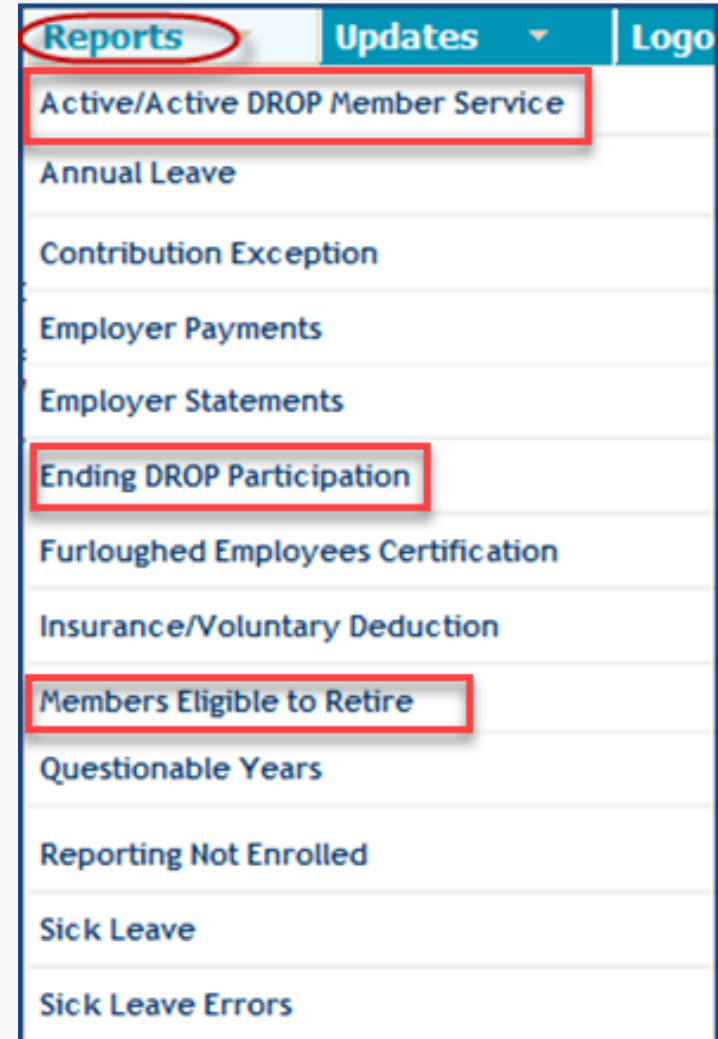 Reports Updates Logo
Active/Active DROP Member Service
Annual Leave
Contribution Exception
Employer Payments
Employer Statements
Ending DROP Participation
Furloughed Employees Certification
Insurance/Voluntary Deduction
Members Eligible to Retire
Questionable Years
Reporting Not Enrolled
Sick Leave
Sick Leave Errors